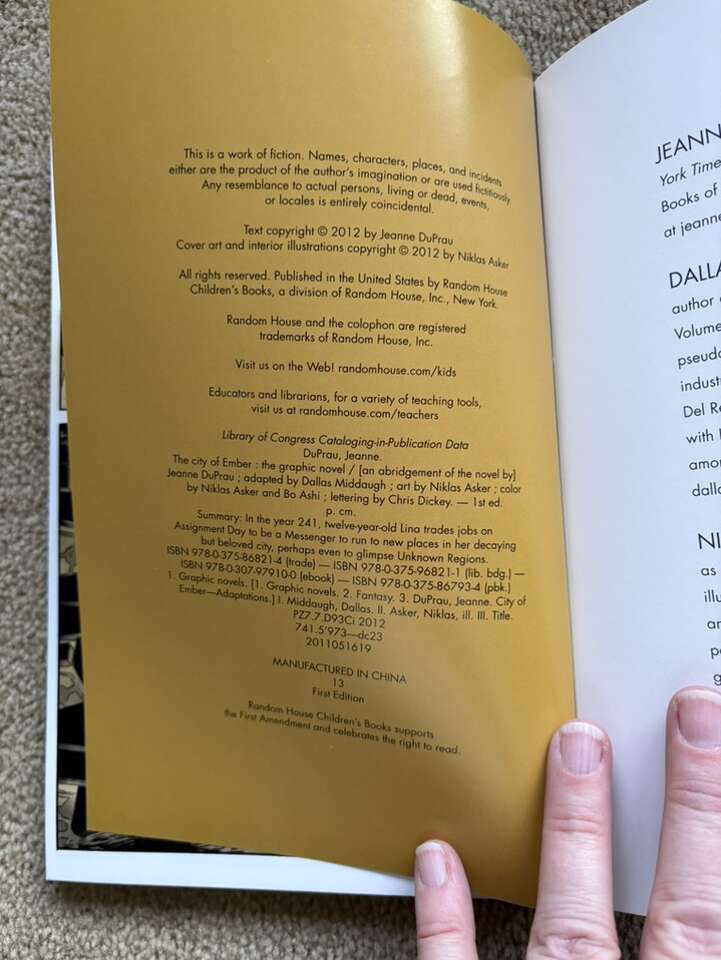 This is a work of fiction. Names, characters, places, and incidents
either are the product of the author's imagination or are used fictitiously.
Any resemblance to actual persons, living or dead, events,
or locales is entirely coincidental.
Text copyright © 2012 by Jeanne DuPrau
Cover art and interior illustrations copyright © 2012 by Niklas Asker
All rights reserved. Published in the United States by Random House
Children's Books, a division of Random House, Inc., New York.
Random House and the colophon are registered
trademarks of Random House, Inc.
Visit us on the Web! randomhouse.com/kids
Educators and librarians, for a variety of teaching tools,
visit us at randomhouse.com/teachers
Library of Congress Cataloging-in-Publication Data
DuPrau, Jeanne.
The city of Ember : the graphic novel / [an abridgement of the novel by]
Jeanne DuPrau ; adapted by Dallas Middaugh ; art by Niklas Asker ; color
by Niklas Asker and Bo Ashi ; lettering by Chris Dickey. — 1st ed.
p. cm.
Summary: In the year 241, twelve-year-old Lina trades jobs on
Assignment Day to be a Messenger to run to new places in her decaying
but beloved city, perhaps even to glimpse Unknown Regions.
ISBN 978-0-375-86821-4 (trade) — ISBN 978-0-375-96821-1 (lib. bdg.) —
ISBN 978-0-307-97910-0 (ebook) — ISBN 978-0-375-86793-4 (pbk.)
1. Graphic novels. [1. Graphic novels. 2. Fantasy. 3. DuPrau, Jeanne. City of
Ember—Adaptations.] I. Middaugh, Dallas. II. Asker, Niklas, ill. III. Title.
PZ7.7.D93Ci 2012
741.5'973—dc23
2011051619
MANUFACTURED IN CHINA
13
First Edition
Random House Children's Books supports
the First Amendment and celebrates the right to read.
JEANN
York Time
Books of
at jeanne
DALLA
author
Volume
pseudo
indust
Del Re
with
amo
dalla
NI
as
illu
an
p
g